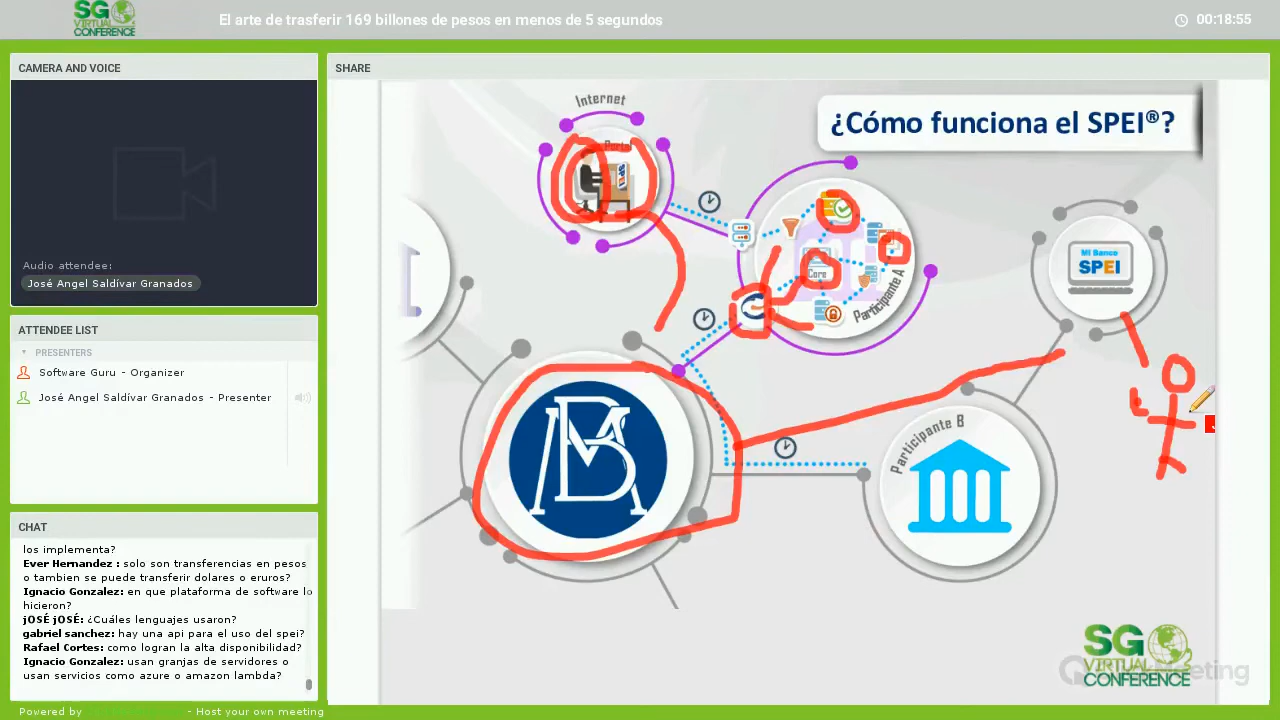 SG
VIRTUAL
CONFERENCE
El arte de trasferir 169 billones de pesos en menos de 5 segundos
00:18:55
CAMERA AND VOICE
Audio attendee:
José Angel Saldívar Granados
ATTENDEE LIST
PRESENTERS
Software Guru - Organizer
José Angel Saldívar Granados - Presenter
CHAT
los implementa?
Ever Hernandez : solo son transferencias en pesos
o tambien se puede transferir dolares o eruros?
Ignacio Gonzalez: en que plataforma de software lo
hicieron?
jOSÉ jOSÉ: ¿Cuáles lenguajes usaron?
gabriel sanchez: hay una api para el uso del spei?
Rafael Cortes: como logran la alta disponibilidad?
Ignacio Gonzalez: usan granjas de servidores o
usan servicios como azure o amazon lambda?
Powered by
- Host your own meeting
SHARE
Internet
Portal
SPEI
¿Cómo funciona el SPEI®?
Core
Participante A
Mi Banco
SPEI
BM
Participante B
SG
VIRTUAL
CONFERENCE